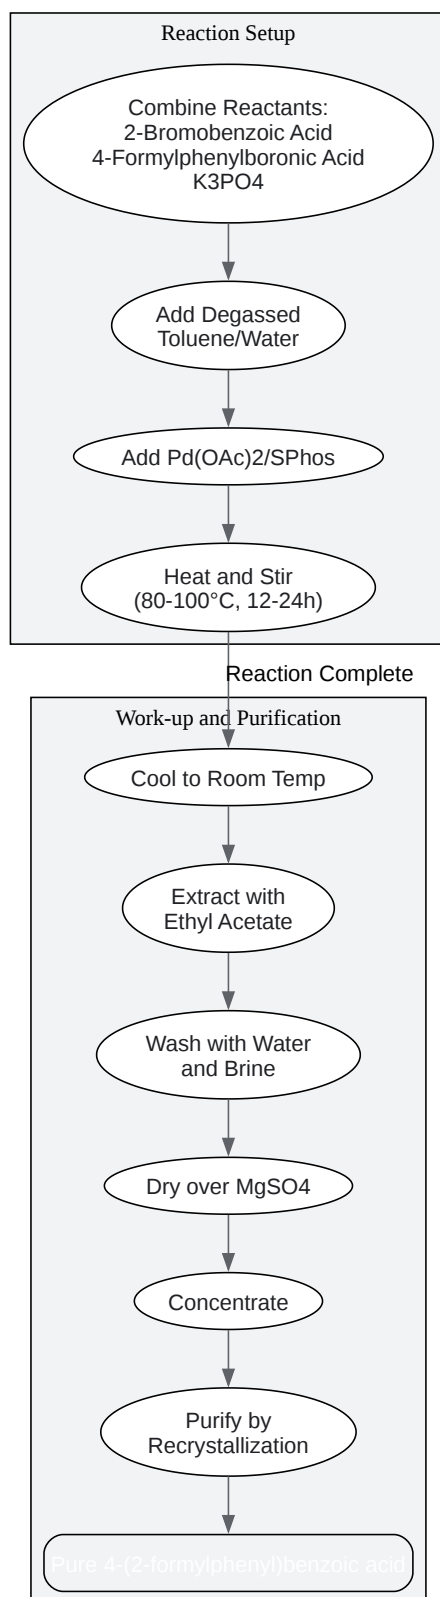 Reaction Setup
Combine Reactants:
2-Bromobenzoic Acid
4-Formylphenylboronic Acid
K3PO4
Add Degassed
Toluene/Water
Add Pd(OAc)2/SPhos
Heat and Stir
(80-100°C, 12-24h)
Reaction Complete
Work-up and Purification
Cool to Room Temp
Extract with
Ethyl Acetate
Wash with Water
and Brine
Dry over MgSO4
Concentrate
Purify by
Recrystallization
Pure 4-(2-formylphenyl)benzoic acid